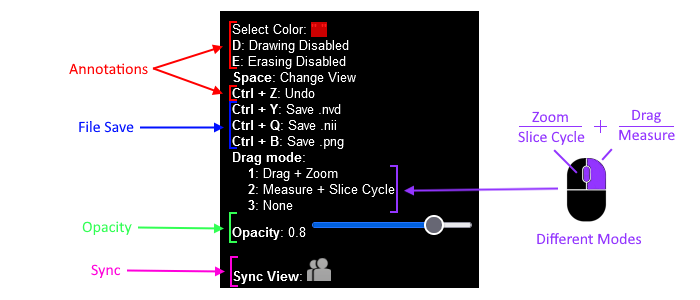 Annotations
File Save
Opacity
Sync
Select Color:
D: Drawing Disabled
E: Erasing Disabled
Space: Change View
Ctrl + Z: Undo
Ctrl + Y: Save .nvd
Ctrl + Q: Save .nii
Ctrl + B: Save .png
Drag mode:
1: Drag + Zoom
2: Measure + Slice Cycle
3: None
Opacity: 0.8
Sync View:
Zoom
Slice Cycle
+
Drag
Measure
Different Modes